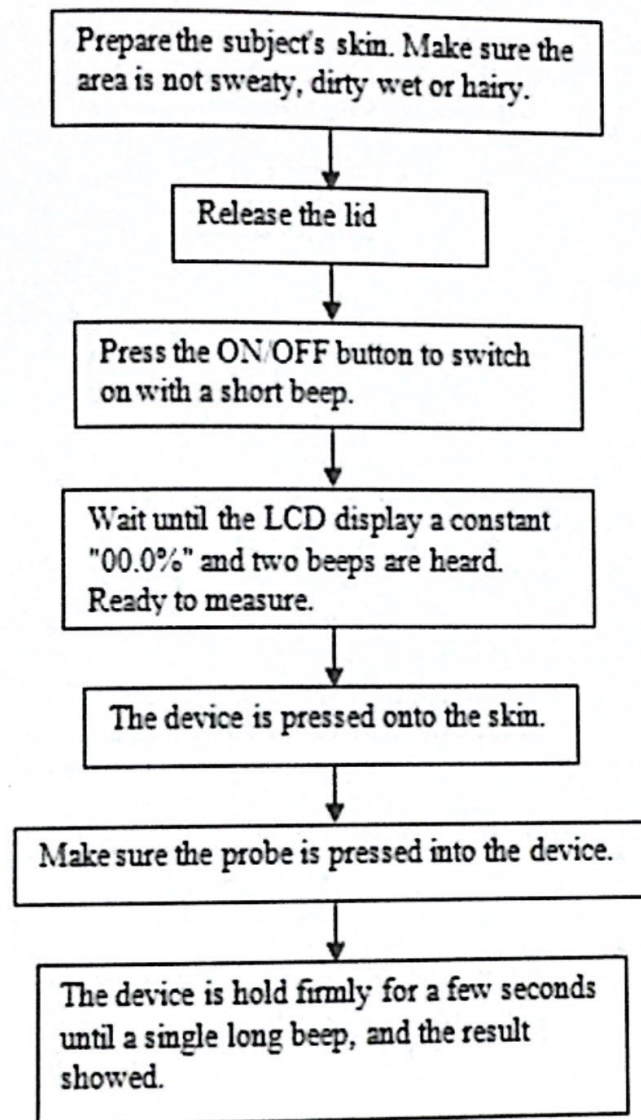 Prepare the subject's skin. Make sure the
area is not sweaty, dirty wet or hairy.
Release the lid
Press the ON/OFF button to switch
on with a short beep.
Wait until the LCD display a constant
"00.0%" and two beeps are heard.
Ready to measure.
The device is pressed onto the skin.
Make sure the probe is pressed into the device.
The device is hold firmly for a few seconds
until a single long beep, and the result
showed.